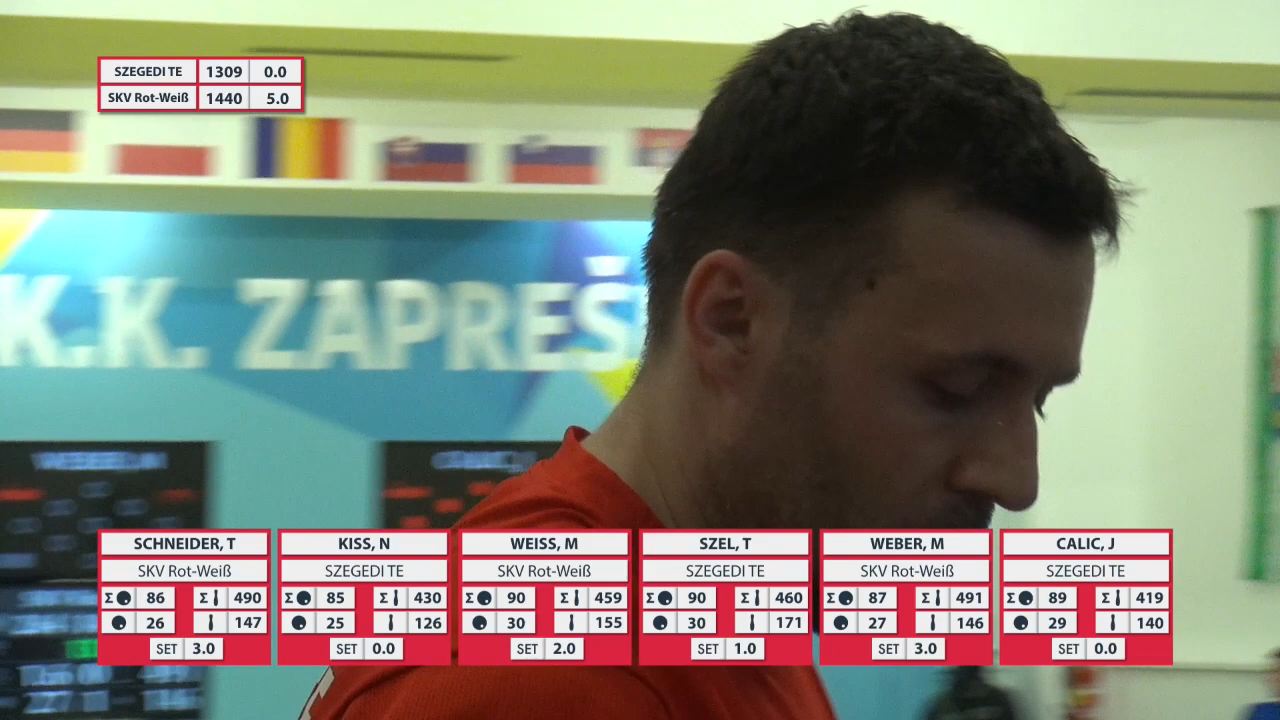 SZEGEDI TE 1309 0.0
SKV Rot-Weiß 1440 5.0
K.K. ZAPREŠ
SCHNEIDER, T
SKV Rot-Weiß
Σ 86 Σ 490
26 147
SET 3.0
KISS, N
SZEGEDI TE
Σ 85 Σ 430
25 126
SET 0.0
WEISS, M
SKV Rot-Weiß
Σ 90 Σ 459
30 155
SET 2.0
SZEL, T
SZEGEDI TE
Σ 90 Σ 460
30 171
SET 1.0
WEBER, M
SKV Rot-Weiß
Σ 87 Σ 491
27 146
SET 3.0
CALIC, J
SZEGEDI TE
Σ 89 Σ 419
29 140
SET 0.0